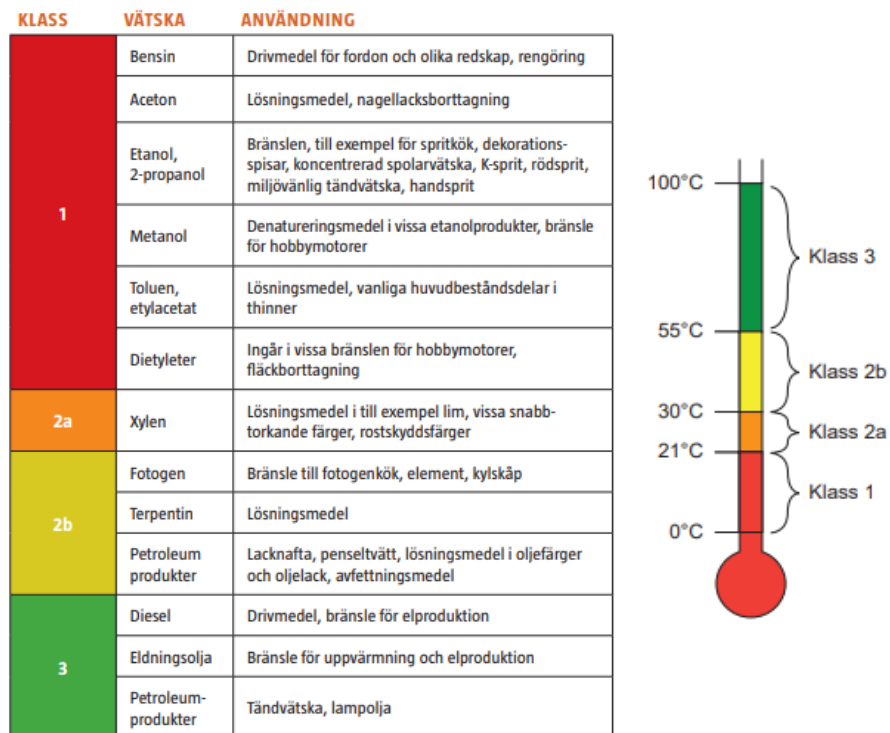 KLASS VÄTSKA ANVÄNDNING
1
Bensin
Drivmedel för fordon och olika redskap, rengöring
Aceton
Lösningsmedel, nagellacksborttagning
Etanol,
2-propanol
Bränslen, till exempel för spritkök, dekorations-
spisar, koncentrerad spolarvätska, K-sprit, rödsprit,
miljövänlig tändvätska, handsprit
Metanol
Denatureringsmedel i vissa etanolprodukter, bränsle
för hobbymotorer
Toluen,
etylacetat
Lösningsmedel, vanliga huvudbeståndsdelar i
thinner
Dietyleter
Ingår i vissa bränslen för hobbymotorer,
fläckborttagning
2a
Xylen
Lösningsmedel i till exempel lim, vissa snabb-
torkande färger, rostskyddsfärger
2b
Fotogen
Bränsle till fotogenkök, element, kylskåp
Terpentin
Lösningsmedel
Petroleum
produkter
Lacknafta, penseltvätt, lösningsmedel i oljefärger
och oljelack, avfettningsmedel
3
Diesel
Drivmedel, bränsle för elproduktion
Eldningsolja
Bränsle för uppvärmning och elproduktion
Petroleum-
produkter
Tändvätska, lampolja
100°C
Klass 3
55°C
Klass 2b
30°C
Klass 2a
21°C
Klass 1
0°C